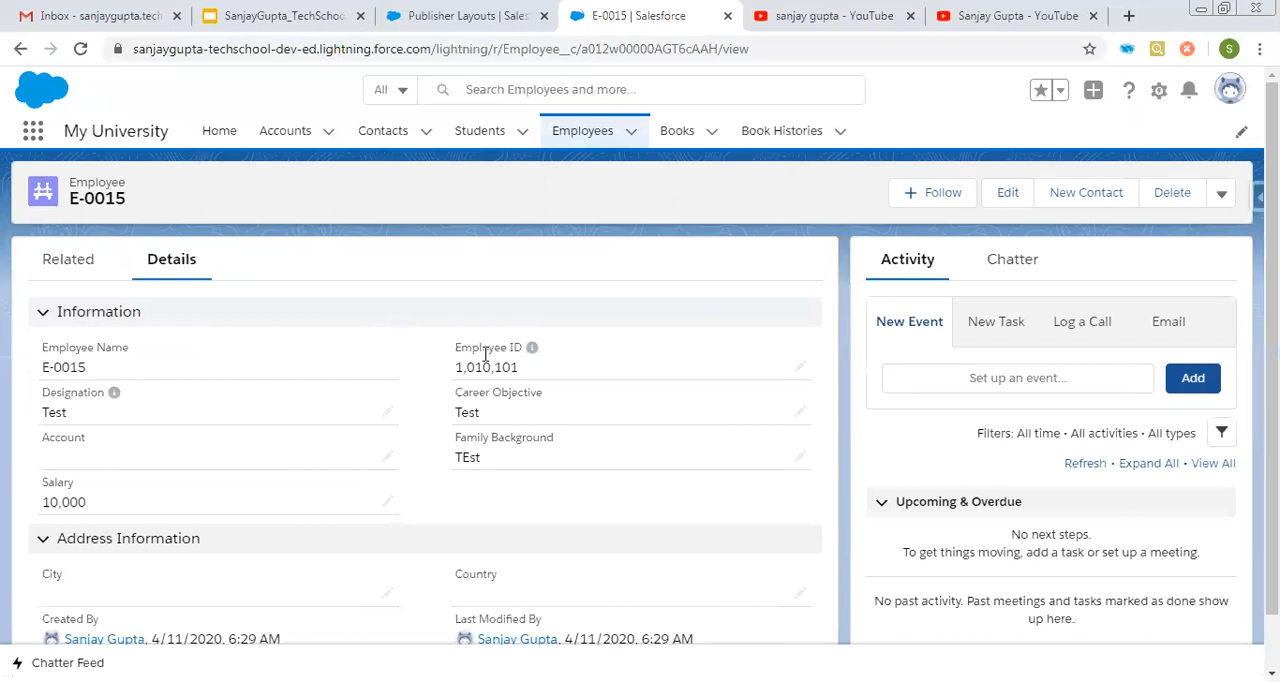 Inbox - sanjaygupta.tech
SanjayGupta_TechSchoo
Publisher Layouts | Sales
E-0015 | Salesforce
sanjay gupta - YouTube
Sanjay Gupta - YouTube
sanjaygupta-techschool-dev-ed.lightning.force.com/lightning/r/Employee__c/a012w00000AGT6cAAH/view
S
All
Search Employees and more...
My University
Home
Accounts
Contacts
Students
Employees
Books
Book Histories
Employee
E-0015
Follow
Edit
New Contact
Delete
Related
Details
Activity
Chatter
Information
New Event
New Task
Log a Call
Email
Employee Name
E-0015
Employee ID
1,010,101
Set up an event...
Add
Designation
Test
Career Objective
Test
Account
Family Background
TEst
Filters: All time • All activities • All types
Refresh • Expand All • View All
Salary
10,000
Upcoming & Overdue
No next steps.
To get things moving, add a task or set up a meeting.
Address Information
City
Country
No past activity. Past meetings and tasks marked as done show
up here.
Created By
Sanjay Gupta, 4/11/2020, 6:29 AM
Last Modified By
Sanjay Gupta, 4/11/2020, 6:29 AM
Chatter Feed